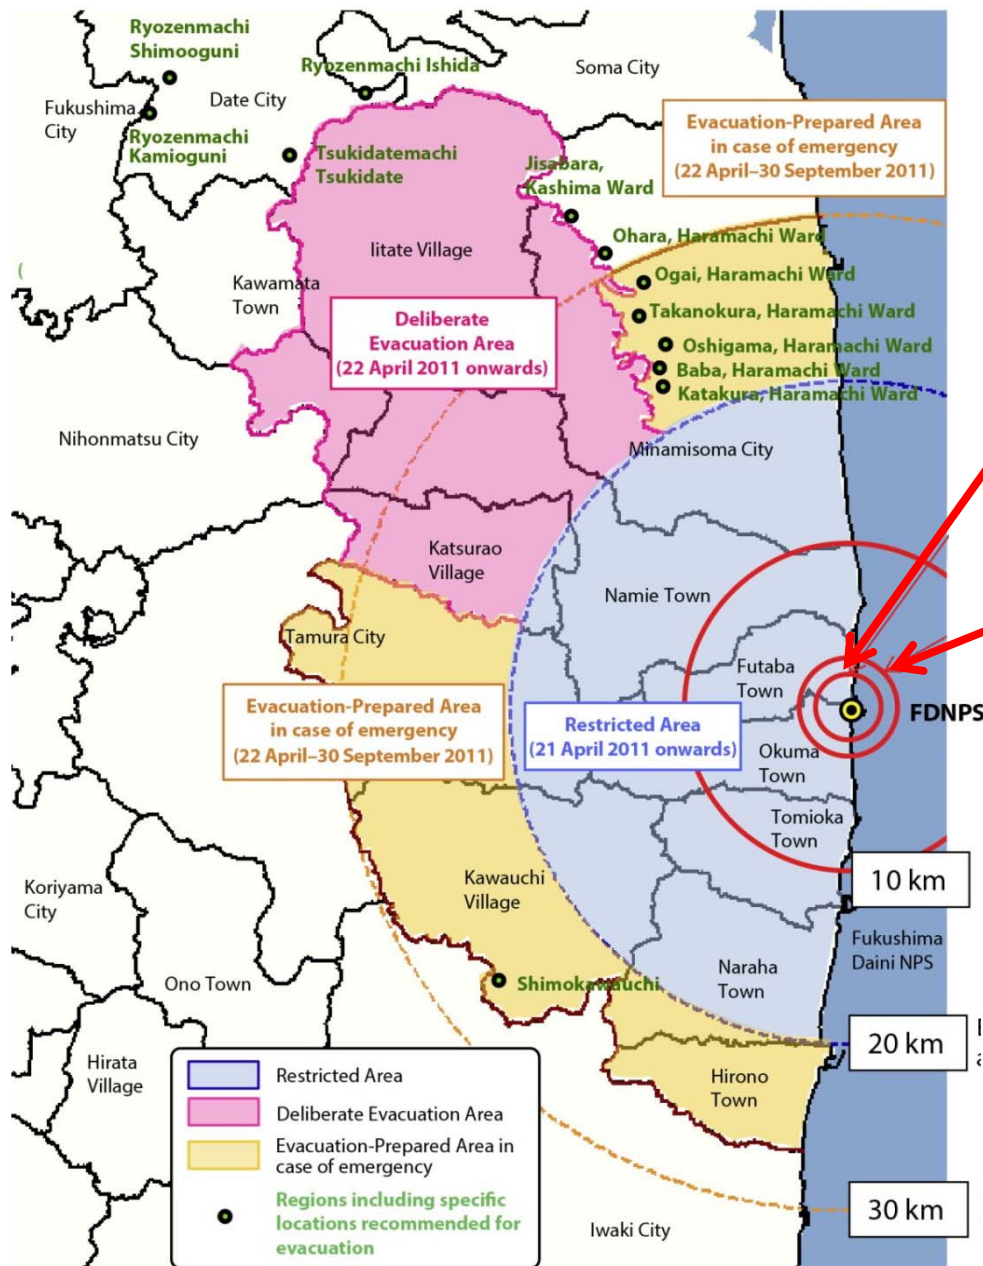 Ryozenmachi
Shimooguni
Ryozenmachi Ishida
Soma City
Fukushima
City
Date City
Ryozenmachi
Kamioguni
Tsukidatemachi
Tsukidate
Evacuation-Prepared Area
in case of emergency
(22 April–30 September 2011)
Jisabara,
Kashima Ward
Ohara, Haramachi Ward
Iitate Village
(
Kawamata
Town
Ogai, Haramachi Ward
Takanokura, Haramachi Ward
Deliberate
Evacuation Area
(22 April 2011 onwards)
Oshigama, Haramachi Ward
Baba, Haramachi Ward
Katakura, Haramachi Ward
Nihonmatsu City
Minamisoma City
Katsurao
Village
Namie Town
Tamura City
Futaba
Town
FDNPS
Evacuation-Prepared Area
in case of emergency
(22 April–30 September 2011)
Restricted Area
(21 April 2011 onwards)
Okuma
Town
Tomioka
Town
Koriyama
City
Kawauchi
Village
10 km
Fukushima
Daini NPS
Ono Town
Shimokawauchi
Naraha
Town
20 km
E
a
Hirata
Village
Restricted Area
Deliberate Evacuation Area
Evacuation-Prepared Area in
case of emergency
Regions including specific
locations recommended for
evacuation
Hirono
Town
30 km
Iwaki City